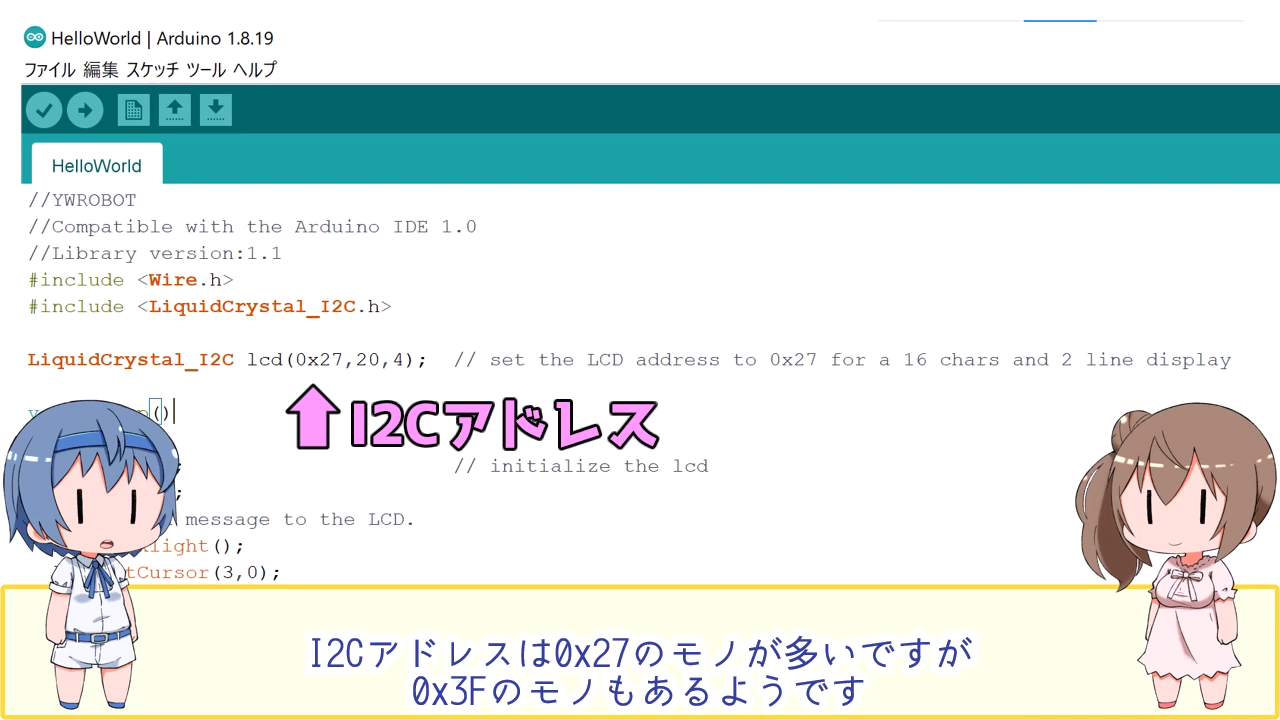 HelloWorld | Arduino 1.8.19
ファイル 編集 スケッチ ツール ヘルプ
HelloWorld
//YWROBOT
//Compatible with the Arduino IDE 1.0
//Library version:1.1
#include <Wire.h>
#include <LiquidCrystal_I2C.h>
LiquidCrystal_I2C lcd(0x27,20,4);  // set the LCD address to 0x27 for a 16 chars and 2 line display
()
I2Cアドレス
// initialize the lcd
message to the LCD.
light();
tCursor(3,0);
I2Cアドレスは0x27のモノが多いですが
0x3Fのモノもあるようです